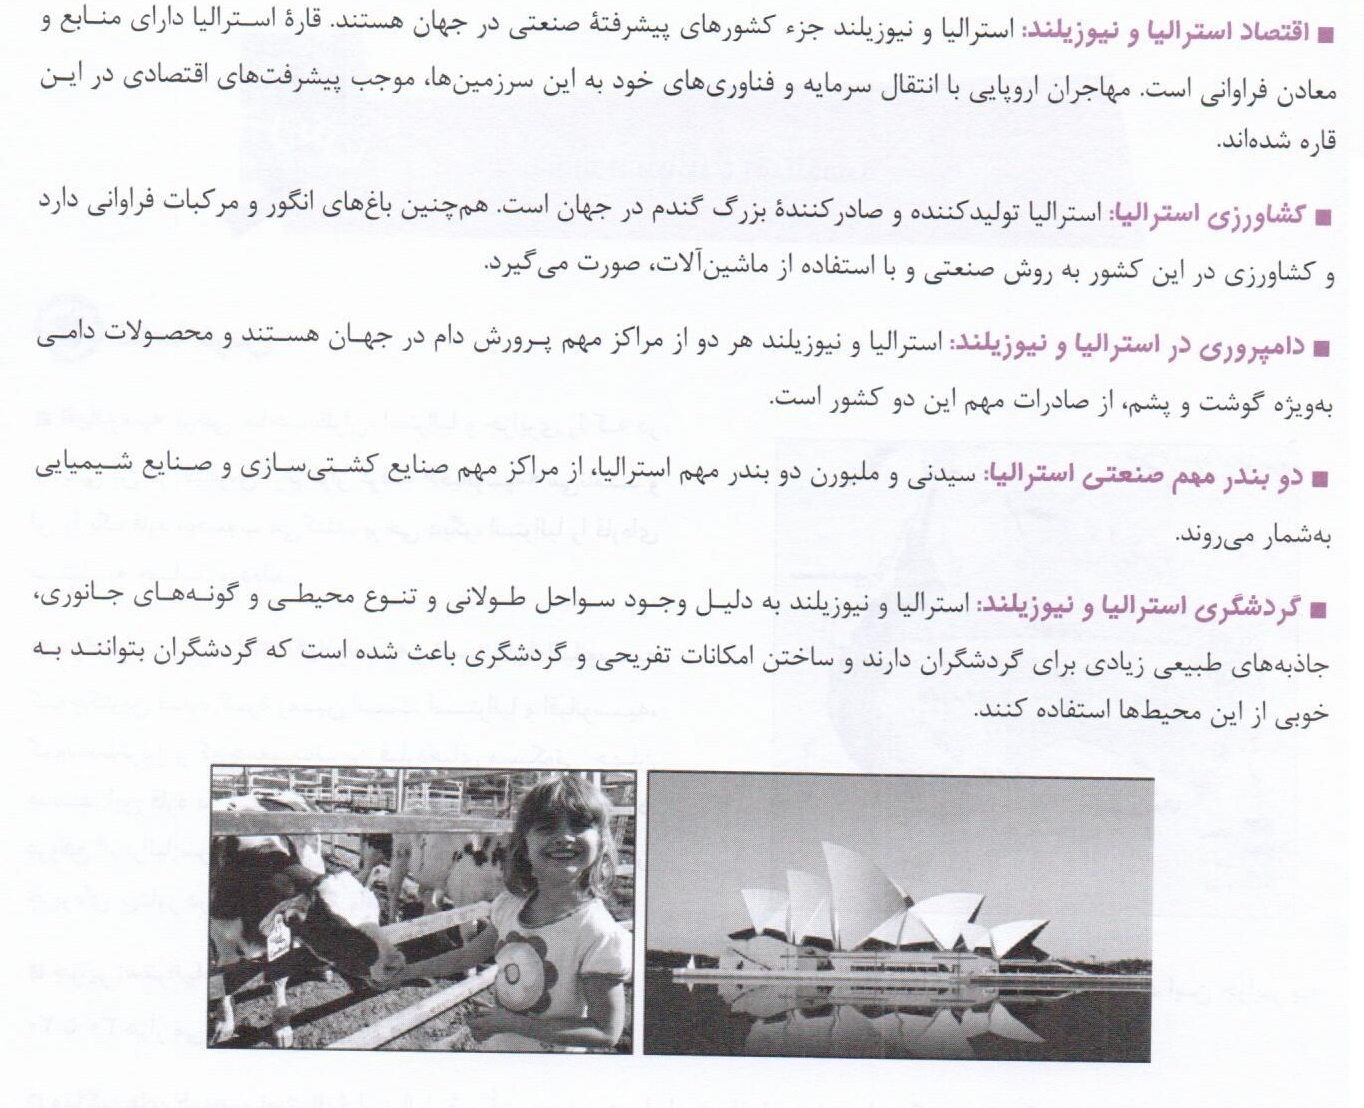 ■ اقتصاد استرالیا و نیوزیلند: استرالیا و نیوزیلند جزء کشورهای پیشرفتهٔ صنعتی در جهان هستند. قارهٔ استرالیا دارای منابع و
معادن فراوانی است. مهاجران اروپایی با انتقال سرمایه و فناوری‌های خود به این سرزمین‌ها، موجب پیشرفت‌های اقتصادی در این
قاره شده‌اند.
■ کشاورزی استرالیا: استرالیا تولیدکننده و صادرکنندهٔ بزرگ گندم در جهان است. هم‌چنین باغ‌های انگور و مرکبات فراوانی دارد
و کشاورزی در این کشور به روش صنعتی و با استفاده از ماشین‌آلات، صورت می‌گیرد.
■ دامپروری در استرالیا و نیوزیلند: استرالیا و نیوزیلند هر دو از مراکز مهم پرورش دام در جهان هستند و محصولات دامی
به‌ویژه گوشت و پشم، از صادرات مهم این دو کشور است.
■ دو بندر مهم صنعتی استرالیا: سیدنی و ملبورن دو بندر مهم استرالیا، از مراکز مهم صنایع کشتی‌سازی و صنایع شیمیایی
به‌شمار می‌روند.
■ گردشگری استرالیا و نیوزیلند: استرالیا و نیوزیلند به دلیل وجود سواحل طولانی و تنوع محیطی و گونه‌های جانوری،
جاذبه‌های طبیعی زیادی برای گردشگران دارند و ساختن امکانات تفریحی و گردشگری باعث شده است که گردشگران بتوانند به
خوبی از این محیط‌ها استفاده کنند.